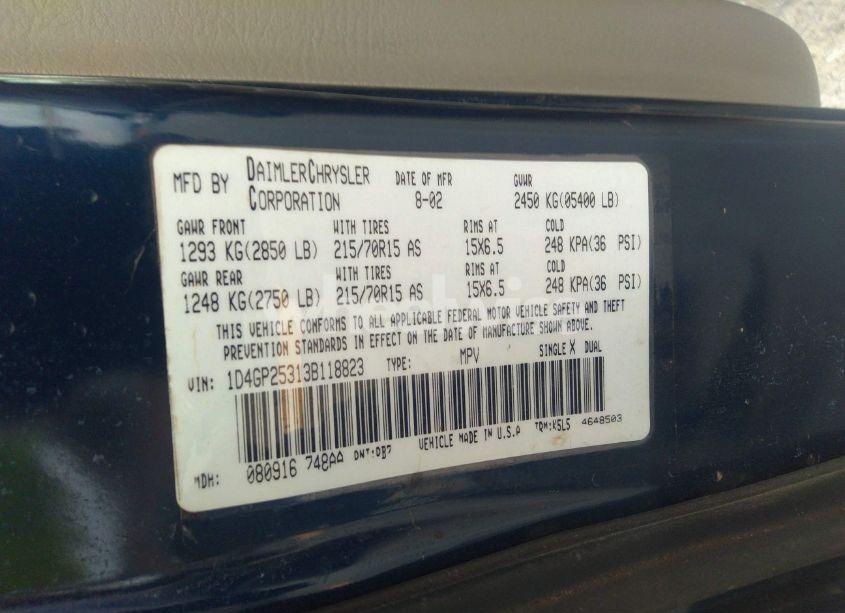 MFD BY DAIMLERCHRYSLER CORPORATION DATE OF MFR 8-02 GVWR 2450 KG(05400 LB)
GAWR FRONT WITH TIRES RIMS AT COLD
1293 KG(2850 LB) 215/70R15 AS 15X6.5 248 KPA(36 PSI)
GAWR REAR WITH TIRES RIMS AT COLD
1248 KG(2750 LB) 215/70R15 AS 15X6.5 248 KPA(36 PSI)
THIS VEHICLE CONFORMS TO ALL APPLICABLE FEDERAL MOTOR VEHICLE SAFETY AND THEFT
PREVENTION STANDARDS IN EFFECT ON THE DATE OF MANUFACTURE SHOWN ABOVE.
VIN: 1D4GP25313B118823 TYPE: MPV SINGLE X DUAL
MDH: 080916 748AA PNT:PB7 VEHICLE MADE IN U.S.A TRM:K5L5 4648503